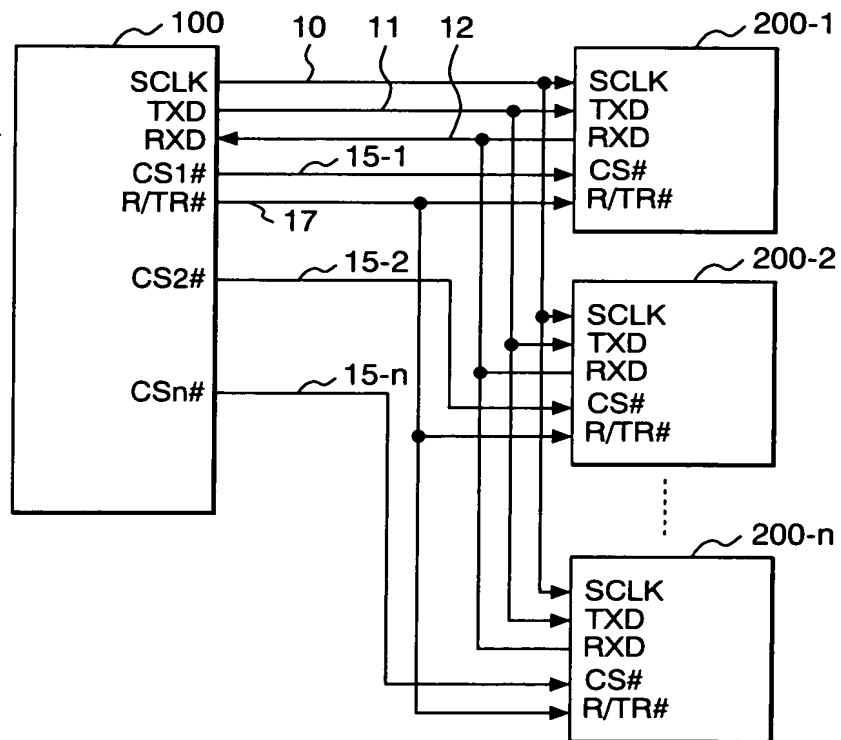 100
10
11
12
200-1
SCLK
TXD
RXD
CS1#
R/TR#
CS2#
CSn#
15-1
17
15-2
15-n
SCLK
TXD
RXD
CS#
R/TR#
200-2
SCLK
TXD
RXD
CS#
R/TR#
200-n
SCLK
TXD
RXD
CS#
R/TR#